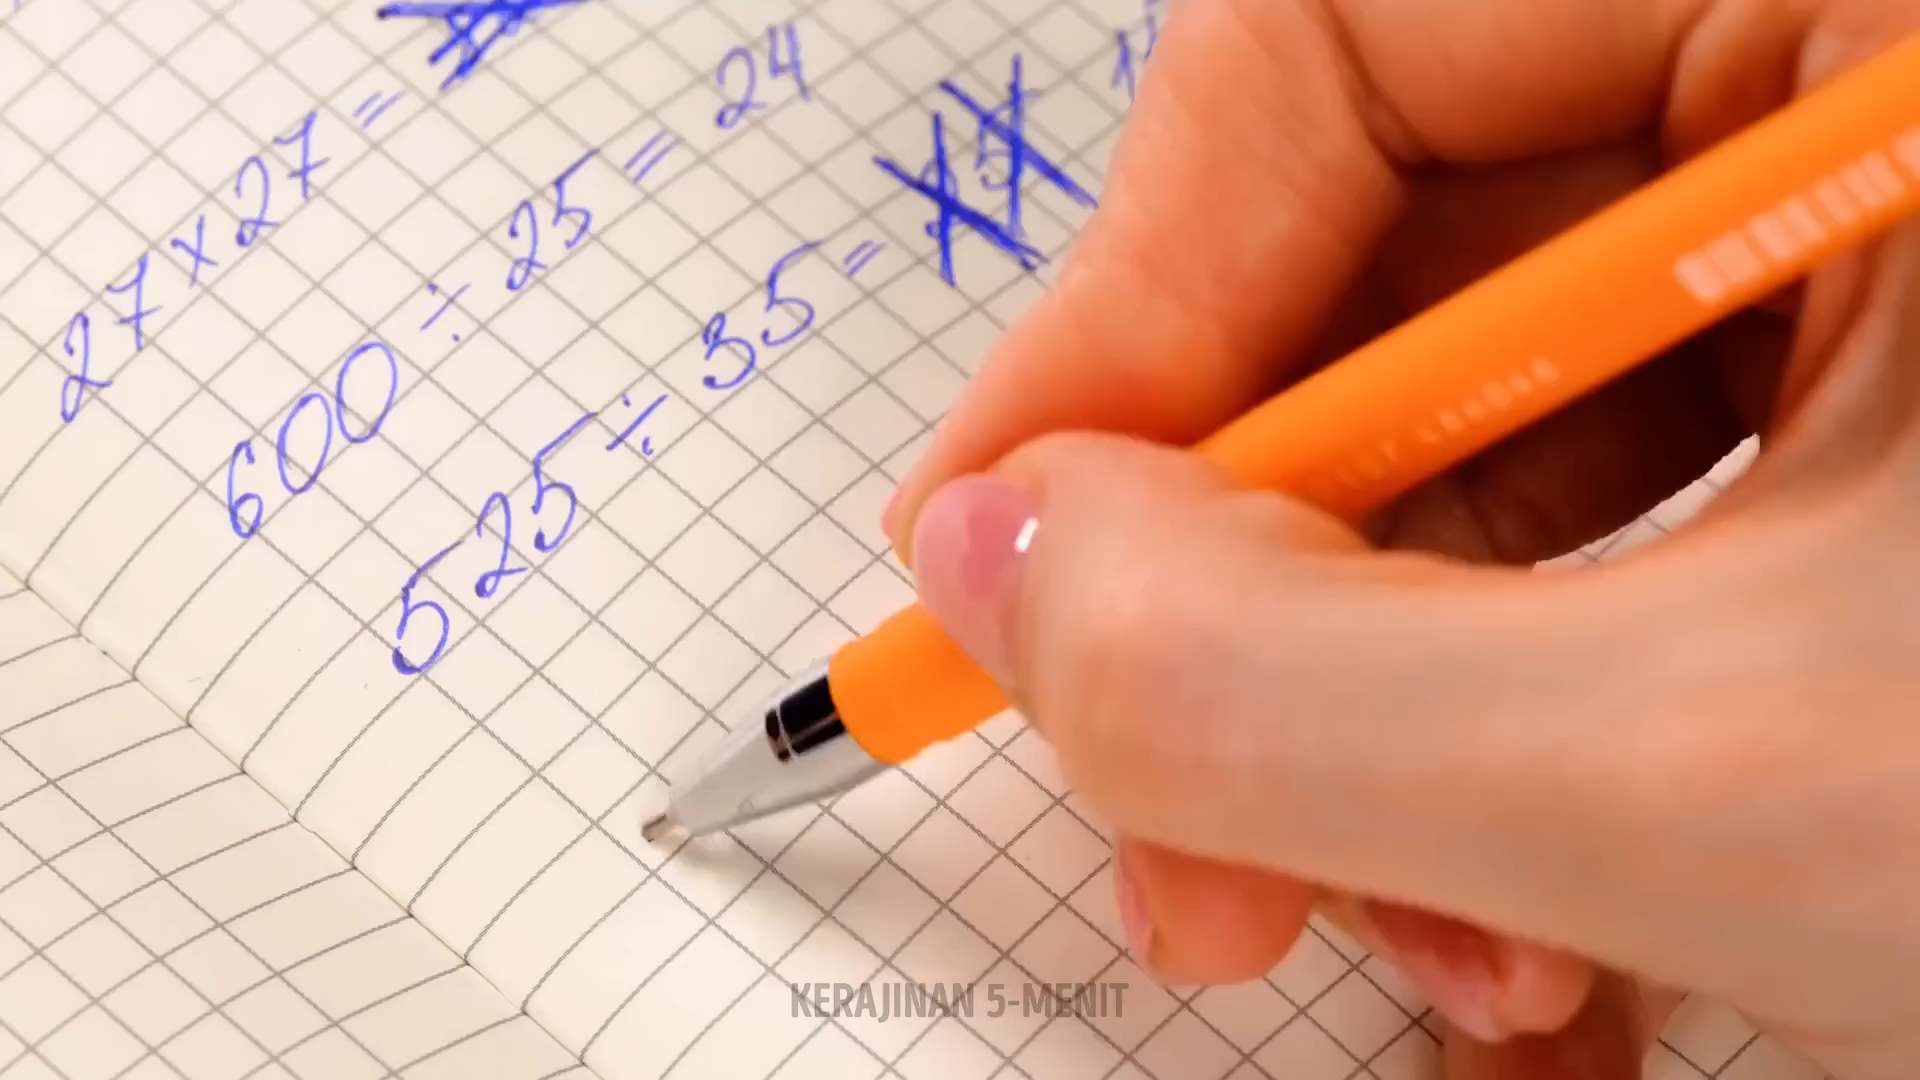 27 x 27 =
600 ÷ 25 = 24
525 ÷ 35 =
KERAJINAN 5-MENIT